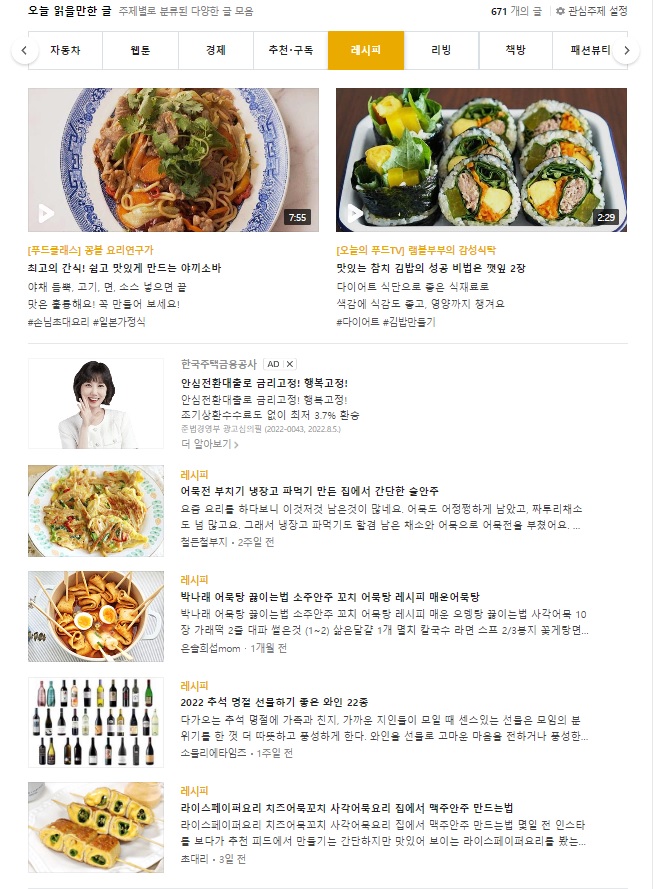 오늘 읽을만한 글 주제별로 분류된 다양한 글 모음
671 개의 글 관심주제 설정
자동차 웹툰 경제 추천·구독 레시피 리빙 책방 패션뷰티
7:55
2:29
[푸드클래스] 꽁블 요리연구가
최고의 간식! 쉽고 맛있게 만드는 야끼소바
야채 듬뿍, 고기, 면, 소스 넣으면 끝
맛은 훌륭해요! 꼭 만들어 보세요!
#손님초대요리 #일본가정식
[오늘의 푸드TV] 램블부부의 감성식탁
맛있는 참치 김밥의 성공 비법은 깻잎 2장
다이어트 식단으로 좋은 식재료로
색감에 식감도 좋고, 영양까지 챙겨요
#다이어트 #김밥만들기
한국주택금융공사 AD
안심전환대출로 금리고정! 행복고정!
안심전환대출로 금리고정! 행복고정!
조기상환수수료도 없이 최저 3.7% 환승
준법경영부 광고심의필 (2022-0043, 2022.8.5.)
더 알아보기
레시피
어묵전 부치기 냉장고 파먹기 만든 집에서 간단한 술안주
요즘 요리를 하다보니 이것저것 남은것이 많네요. 어묵도 어정쩡하게 남았고, 짜투리채소
도 넘 많고요. 그래서 냉장고 파먹기도 할겸 남은 채소와 어묵으로 어묵전을 부쳤어요. ...
철든철부지 · 2주일 전
레시피
박나래 어묵탕 끓이는법 소주안주 꼬치 어묵탕 레시피 매운어묵탕
박나래 어묵탕 끓이는법 소주안주 꼬치 어묵탕 레시피 매운 오뎅탕 끓이는법 사각어묵 10
장 가래떡 2줄 대파 썰은것 (1~2) 삶은달걀 1개 멸치 칼국수 라면 스프 2/3봉지 꽃게탕면...
은솔희섭mom · 1개월 전
레시피
2022 추석 명절 선물하기 좋은 와인 22종
다가오는 추석 명절에 가족과 친지, 가까운 지인들이 모일 때 센스있는 선물은 모임의 분
위기를 한 껏 더 따뜻하고 풍성하게 한다. 와인을 선물로 고마운 마음을 전하거나 풍성한...
소믈리에타임즈 · 1주일 전
레시피
라이스페이퍼요리 치즈어묵꼬치 사각어묵요리 집에서 맥주안주 만드는법
라이스페이퍼요리 치즈어묵꼬치 사각어묵요리 집에서 맥주안주 만드는법 몇일 전 인스타
를 보다가 추천 피드에서 만들기는 간단하지만 맛있어 보이는 라이스페이퍼요리를 봤는...
초대리 · 3일 전